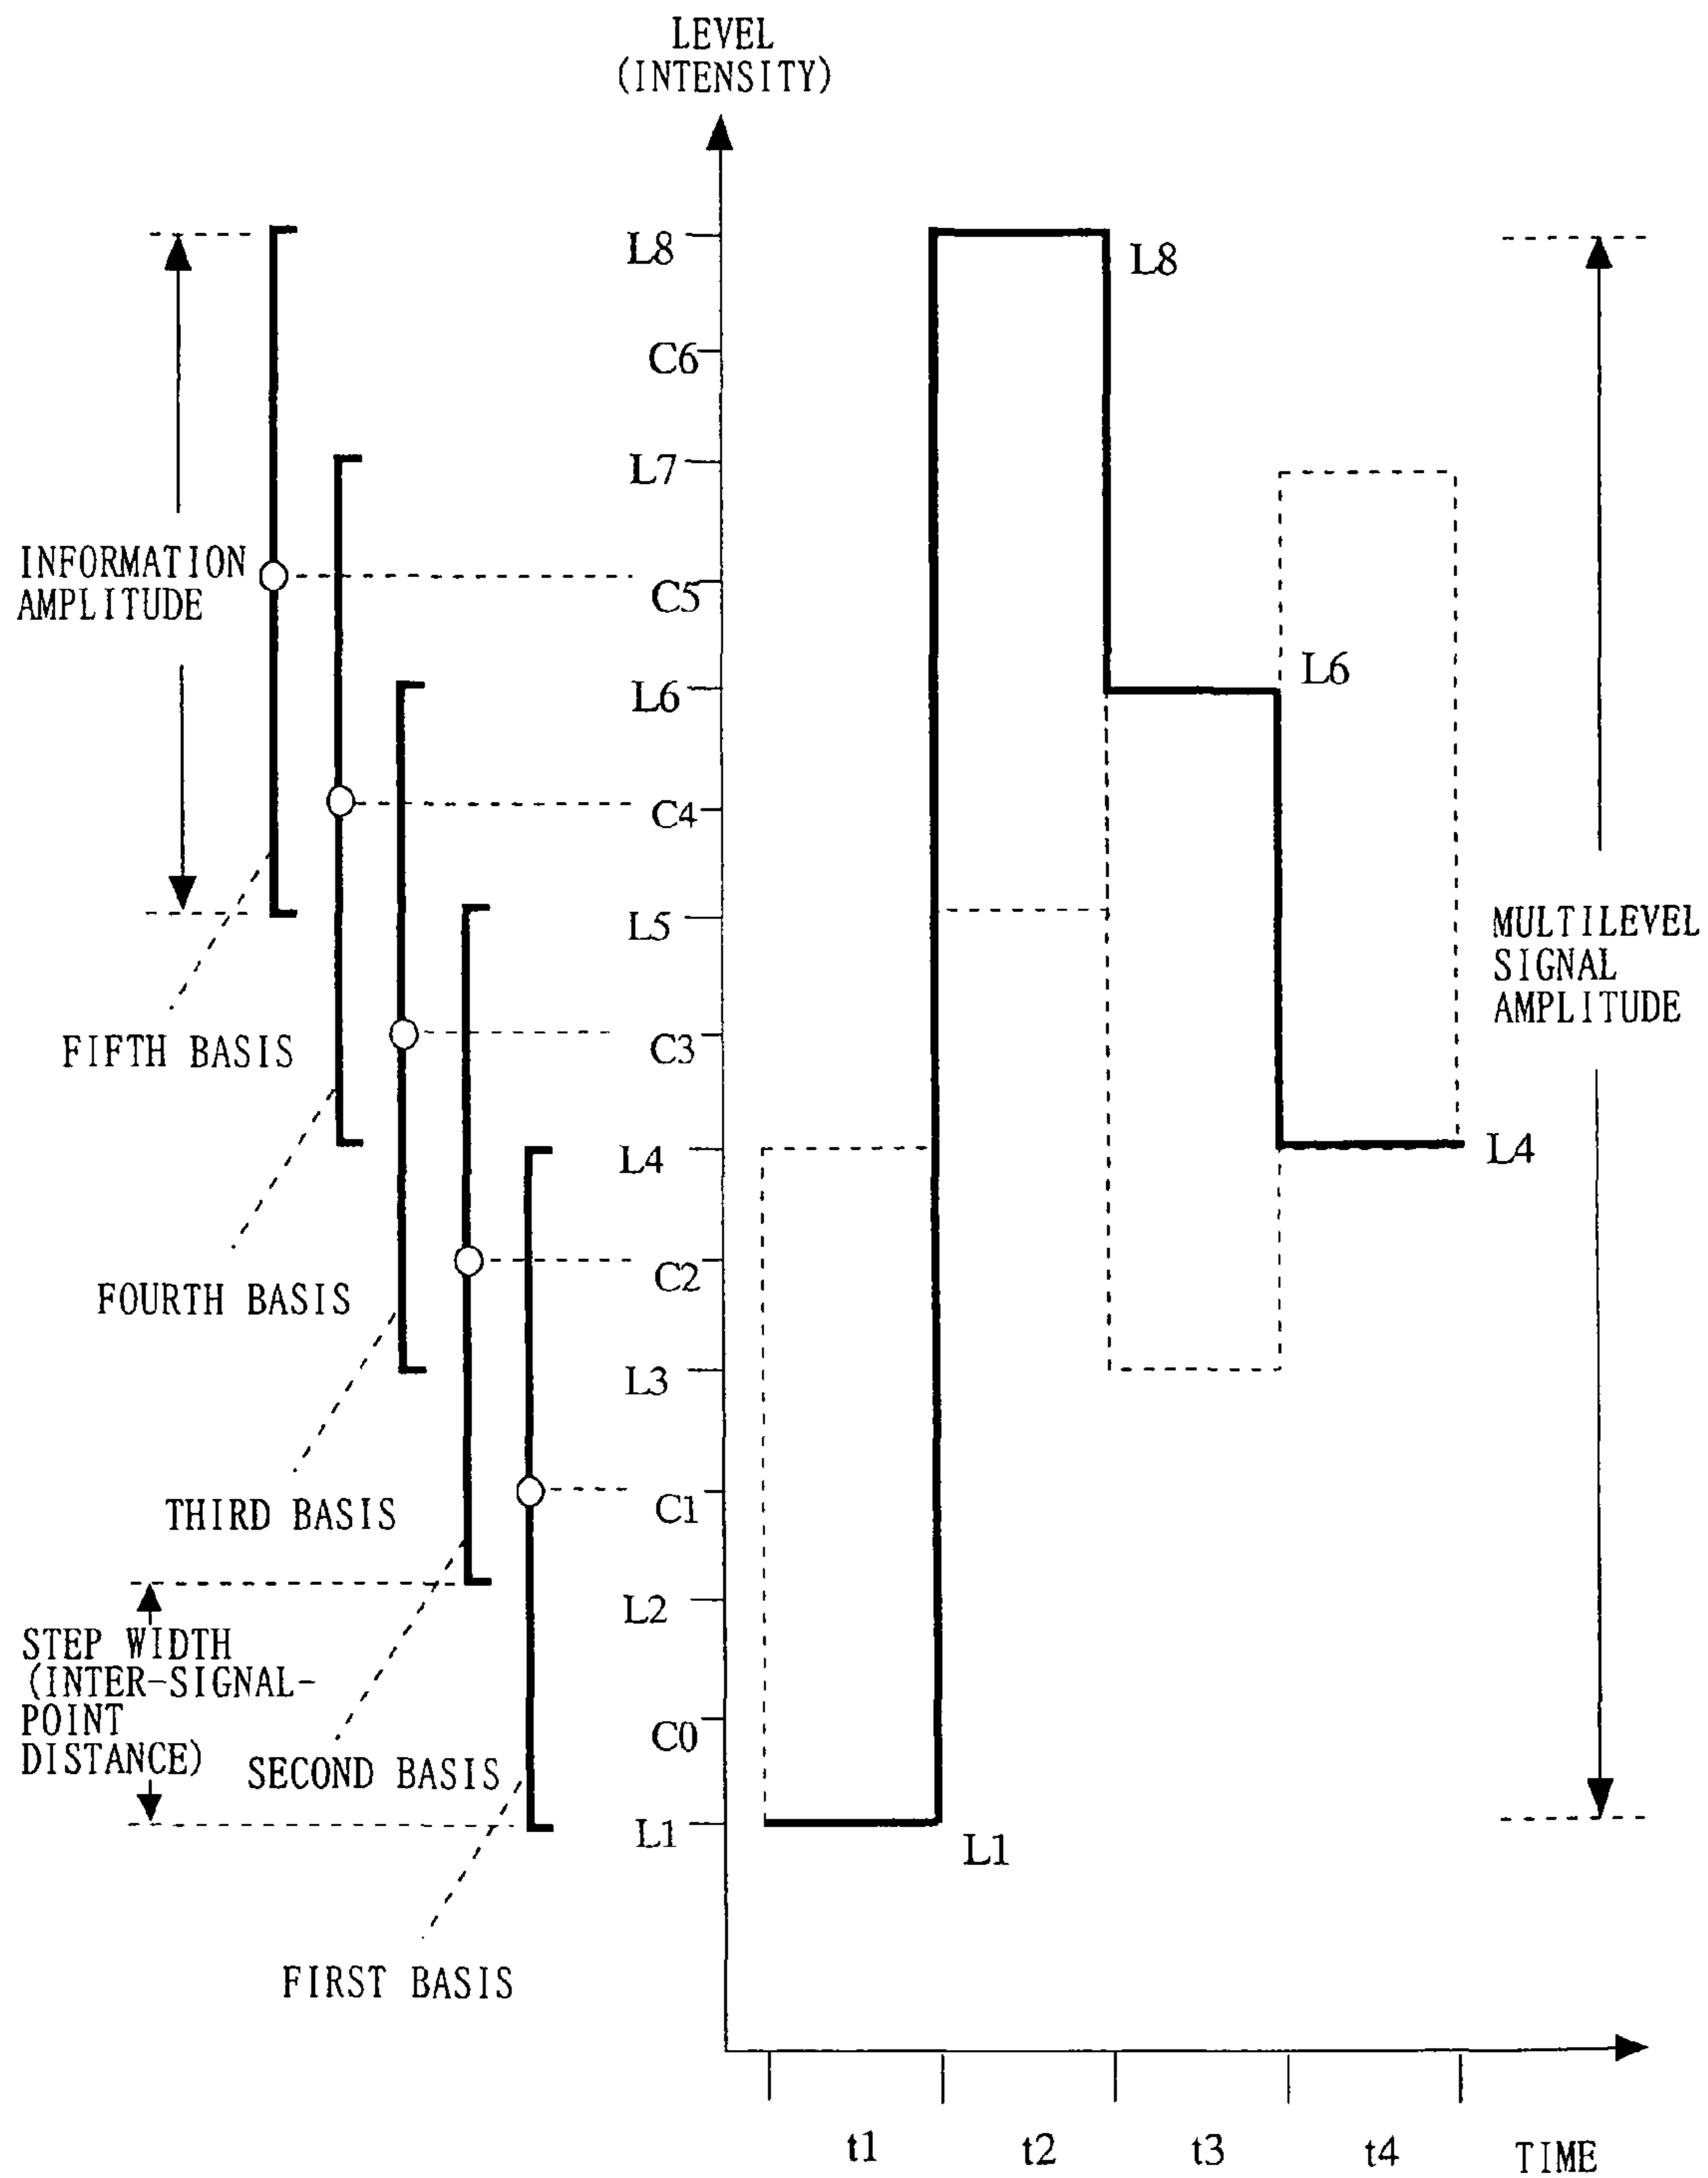 LEVEL
(INTENSITY)
L8
L8
C6
L7
INFORMATION
AMPLITUDE
C5
L6
L6
C4
L5
MULTILEVEL
SIGNAL
AMPLITUDE
FIFTH BASIS
C3
L4
L4
C2
FOURTH BASIS
L3
C1
THIRD BASIS
L2
STEP WIDTH
(INTER-SIGNAL-
POINT
DISTANCE)
C0
SECOND BASIS
L1
L1
FIRST BASIS
t1
t2
t3
t4
TIME